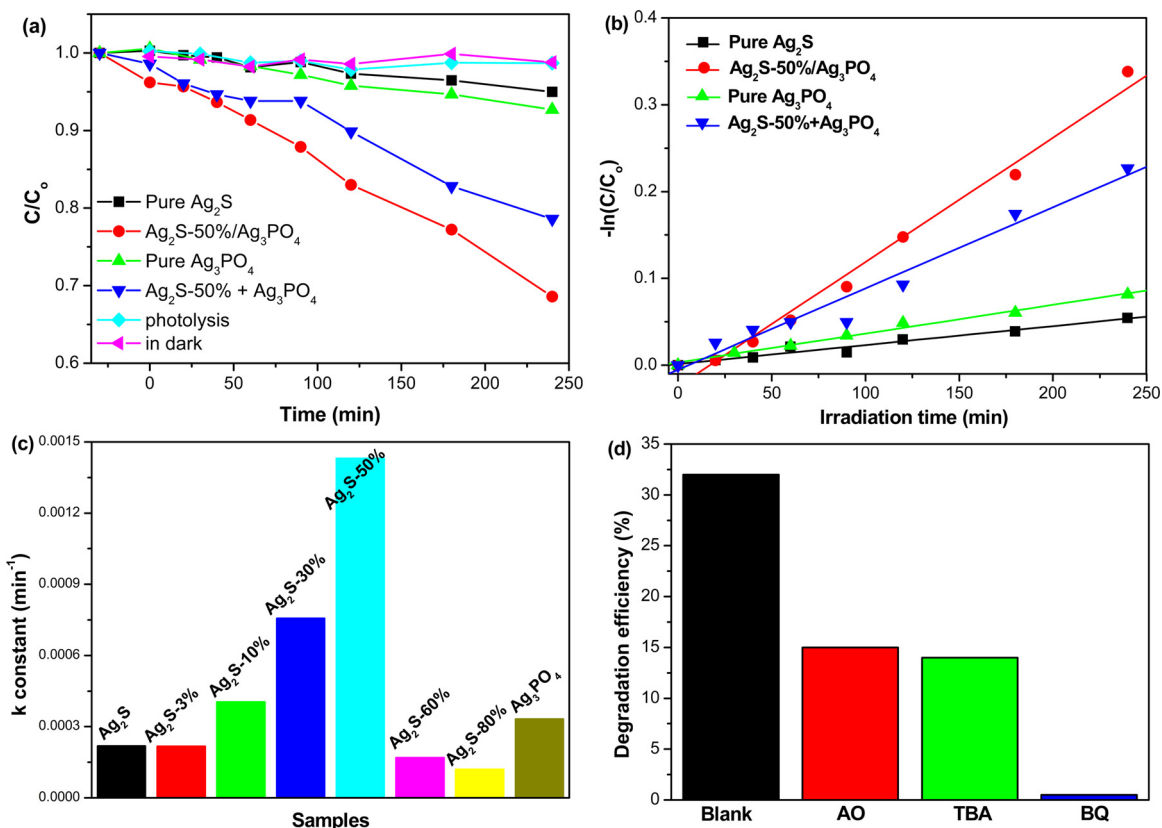 (a)
1.0
0.9
0.8
0.7
0.6
C/Co
Pure Ag2S
Ag2S-50%/Ag3PO4
Pure Ag3PO4
Ag2S-50% + Ag3PO4
photolysis
in dark
0 50 100 150 200 250
Time (min)
(b)
0.4
0.3
0.2
0.1
0.0
-ln(C/Co)
Pure Ag2S
Ag2S-50%/Ag3PO4
Pure Ag3PO4
Ag2S-50%+Ag3PO4
0 50 100 150 200 250
Irradiation time (min)
(c)
0.0015
0.0012
0.0009
0.0006
0.0003
0.0000
k constant (min-1)
Ag2S
Ag2S-3%
Ag2S-10%
Ag2S-30%
Ag2S-50%
Ag2S-60%
Ag2S-80%
Ag3PO4
Samples
(d)
35
30
25
20
15
10
5
0
Degradation efficiency (%)
Blank AO TBA BQ